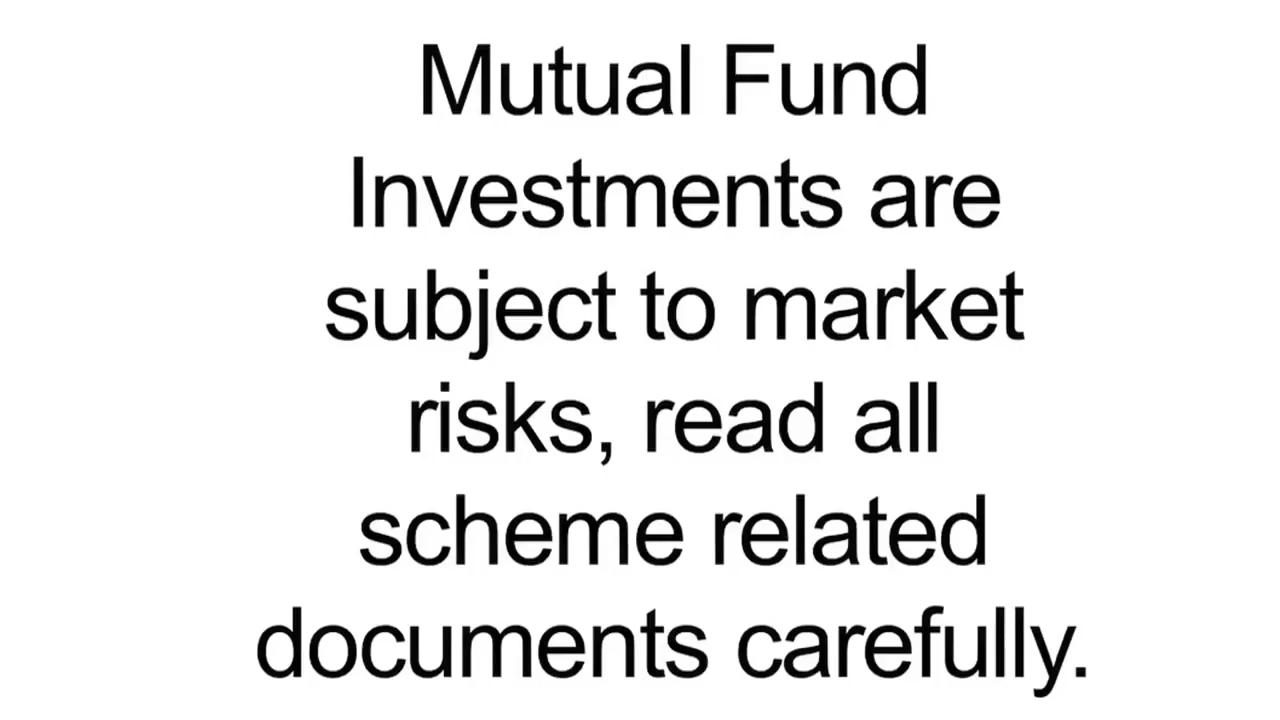 Mutual Fund
Investments are
subject to market
risks, read all
scheme related
documents carefully.